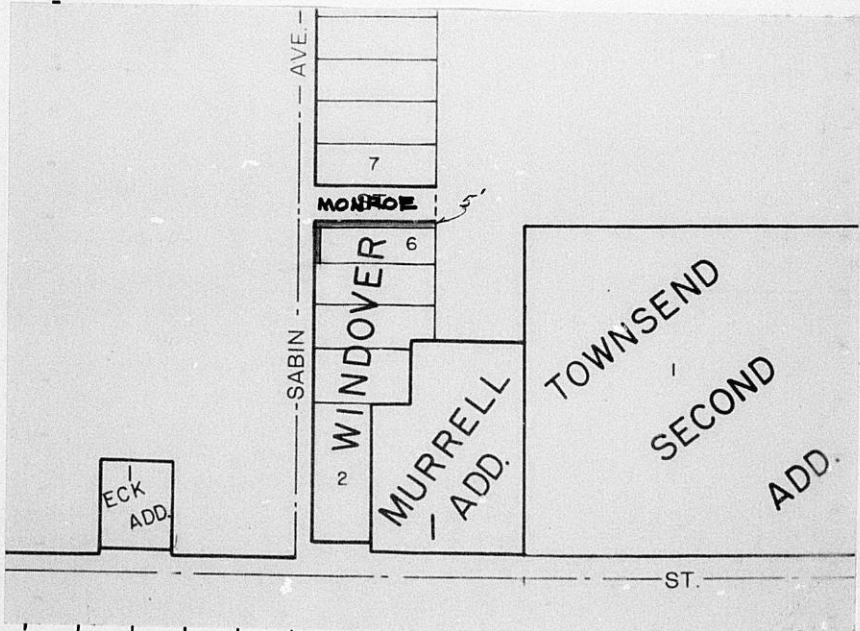 AVE.
7
MONROE
5'
6
WINDOVER
SABIN
2
1
ECK
ADD.
MURRELL
1
ADD.
TOWNSEND
1
SECOND
ADD.
ST.